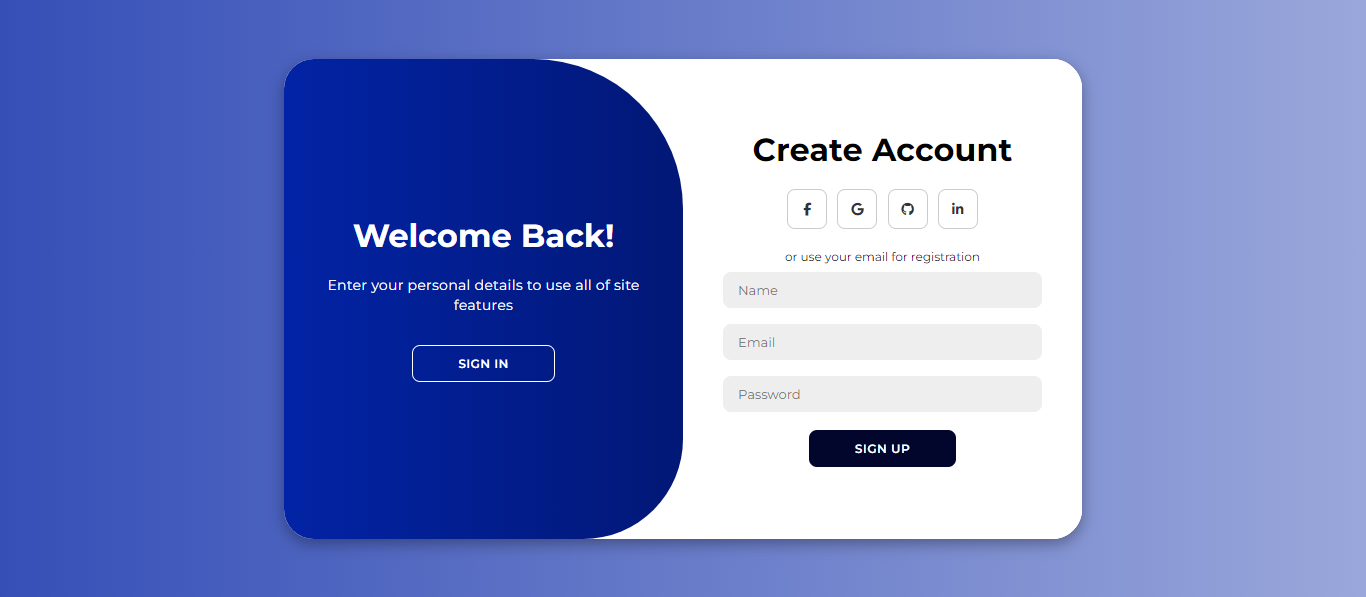 Welcome Back!
Enter your personal details to use all of site
features
SIGN IN
Create Account
or use your email for registration
Name
Email
Password
SIGN UP